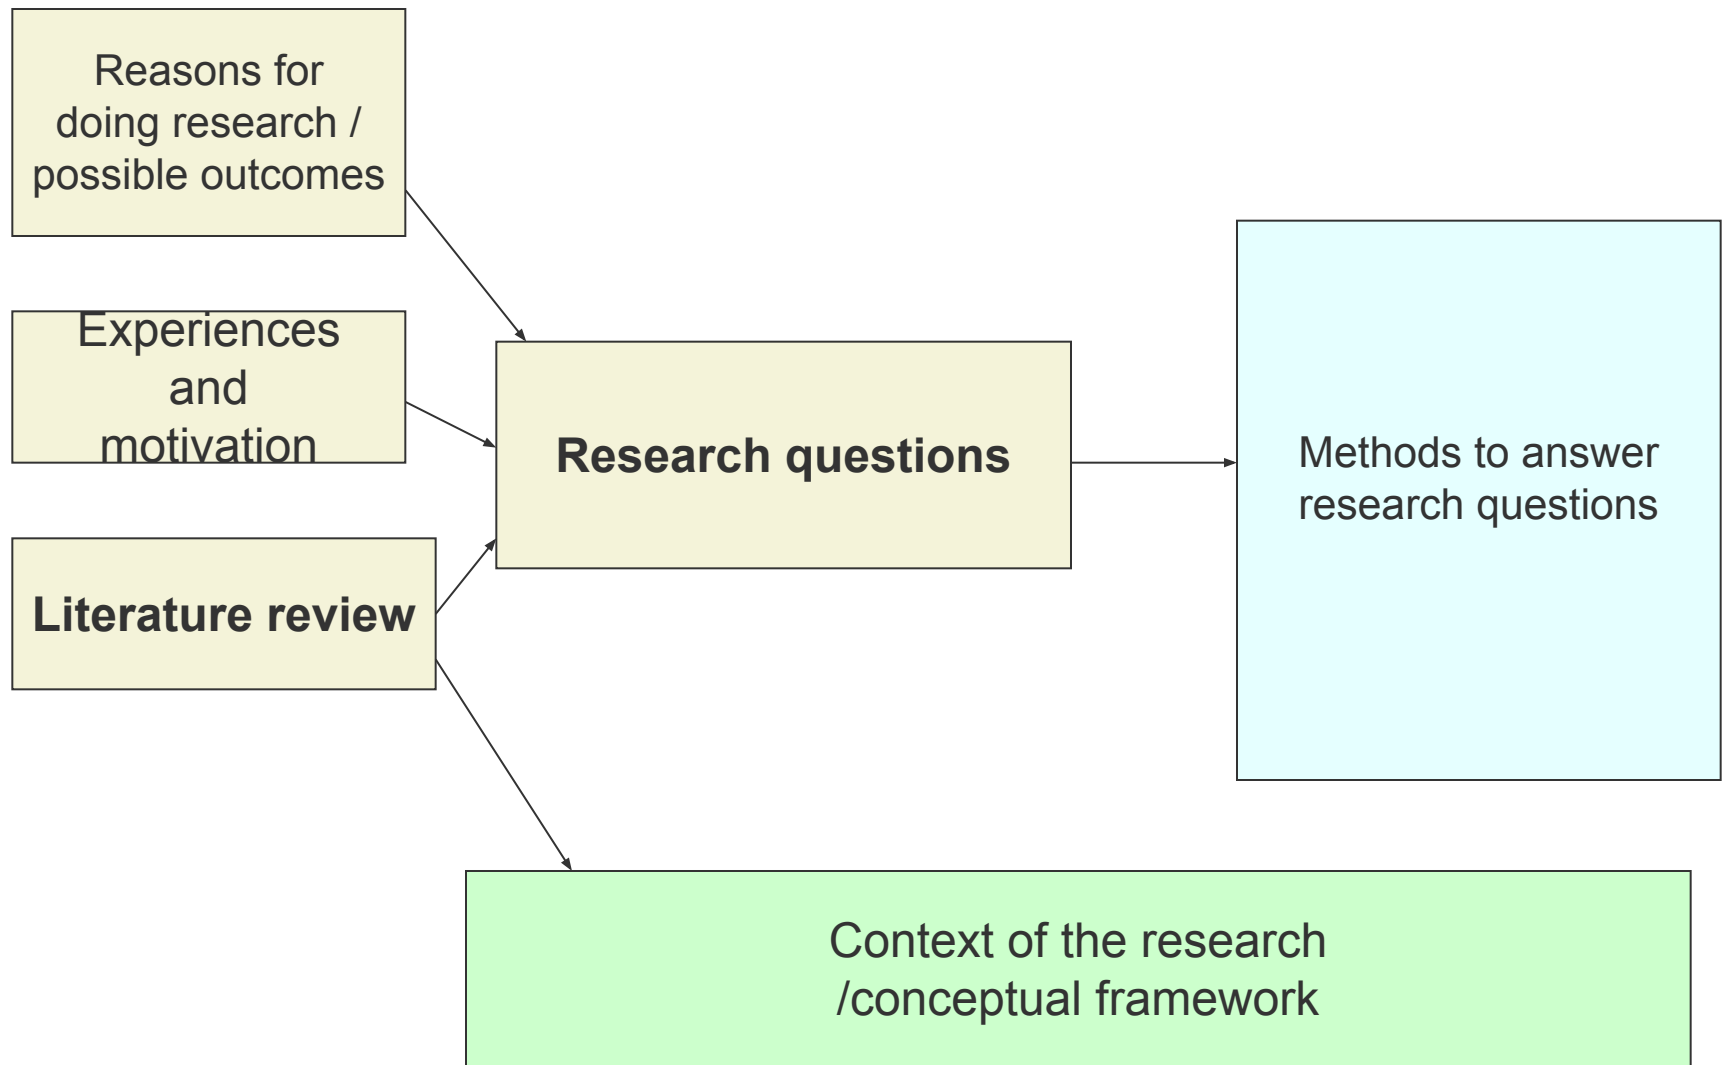 Reasons for
doing research /
possible outcomes
Experiences
and
motivation
Research questions
Literature review
Methods to answer
research questions
Context of the research
/conceptual framework